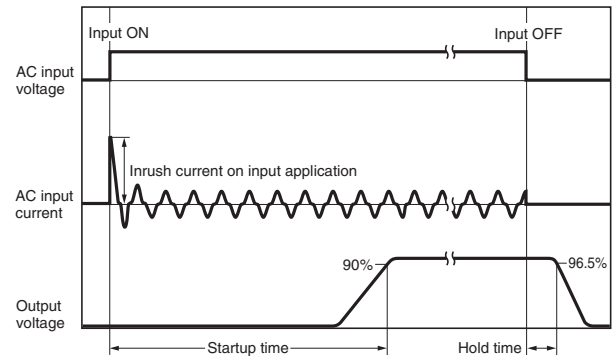 Input ON
Input OFF
AC input
voltage
Inrush current on input application
AC input
current
90%
96.5%
Output
voltage
Startup time
Hold time